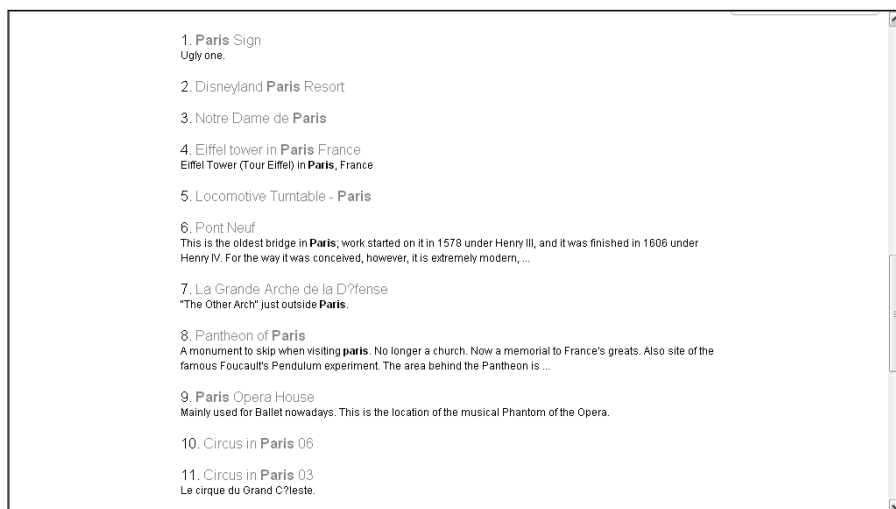 1. Paris Sign
Ugly one.
2. Disneyland Paris Resort
3. Notre Dame de Paris
4. Eiffel tower in Paris France
Eiffel Tower (Tour Eiffel) in Paris, France
5. Locomotive Turntable - Paris
6. Pont Neuf
This is the oldest bridge in Paris; work started on it in 1578 under Henry III, and it was finished in 1606 under
Henry IV. For the way it was conceived, however, it is extremely modern, ...
7. La Grande Arche de la D?fense
"The Other Arch" just outside Paris.
8. Pantheon of Paris
A monument to skip when visiting paris. No longer a church. Now a memorial to France's greats. Also site of the
famous Foucault's Pendulum experiment. The area behind the Pantheon is ...
9. Paris Opera House
Mainly used for Ballet nowadays. This is the location of the musical Phantom of the Opera.
10. Circus in Paris 06
11. Circus in Paris 03
Le cirque du Grand C?leste.